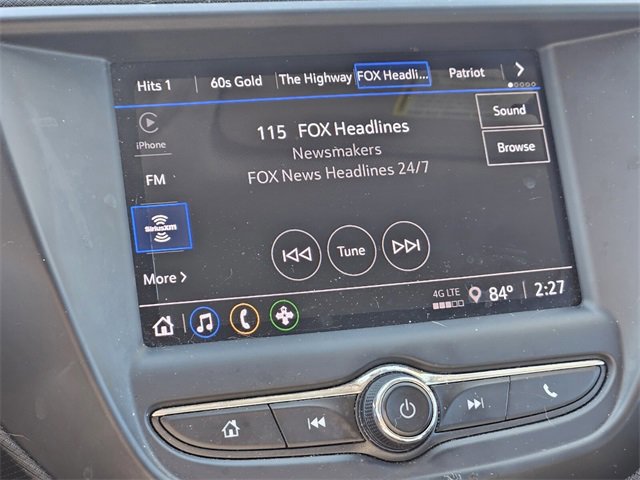 Hits 1 60s Gold The Highway FOX Headli... Patriot
iPhone
FM
SiriusXM
More
115 FOX Headlines
Newsmakers
FOX News Headlines 24/7
Sound
Browse
Tune
4G LTE 84° 2:27